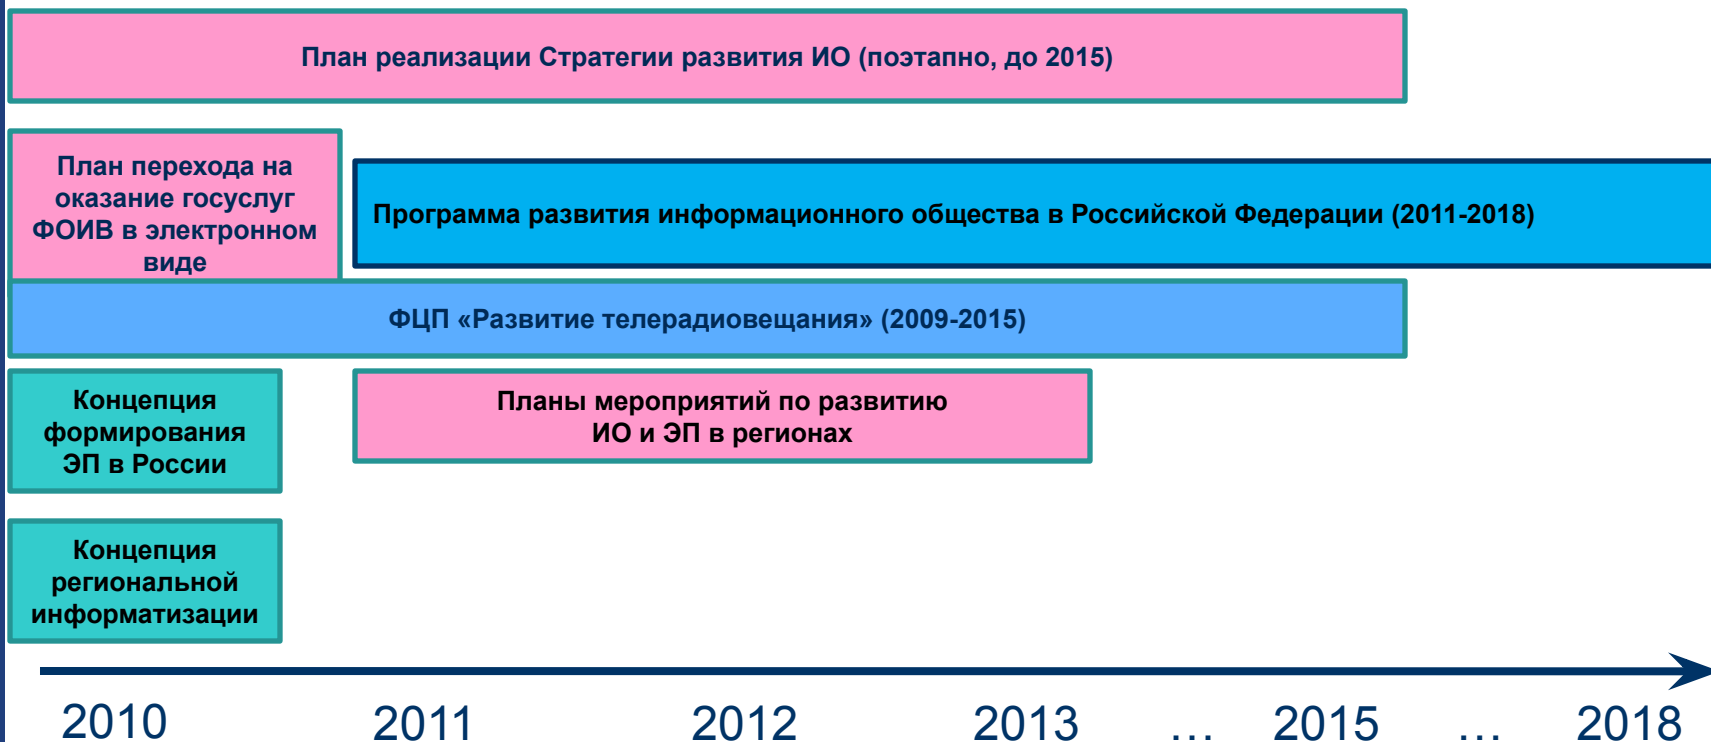 План реализации Стратегии развития ИО (поэтапно, до 2015)
План перехода на
оказание госуслуг
ФОИВ в электронном
виде
Программа развития информационного общества в Российской Федерации (2011-2018)
ФЦП «Развитие телерадиовещания» (2009-2015)
Концепция
формирования
ЭП в России
Планы мероприятий по развитию
ИО и ЭП в регионах
Концепция
региональной
информатизации
2010 2011 2012 2013 … 2015 … 2018